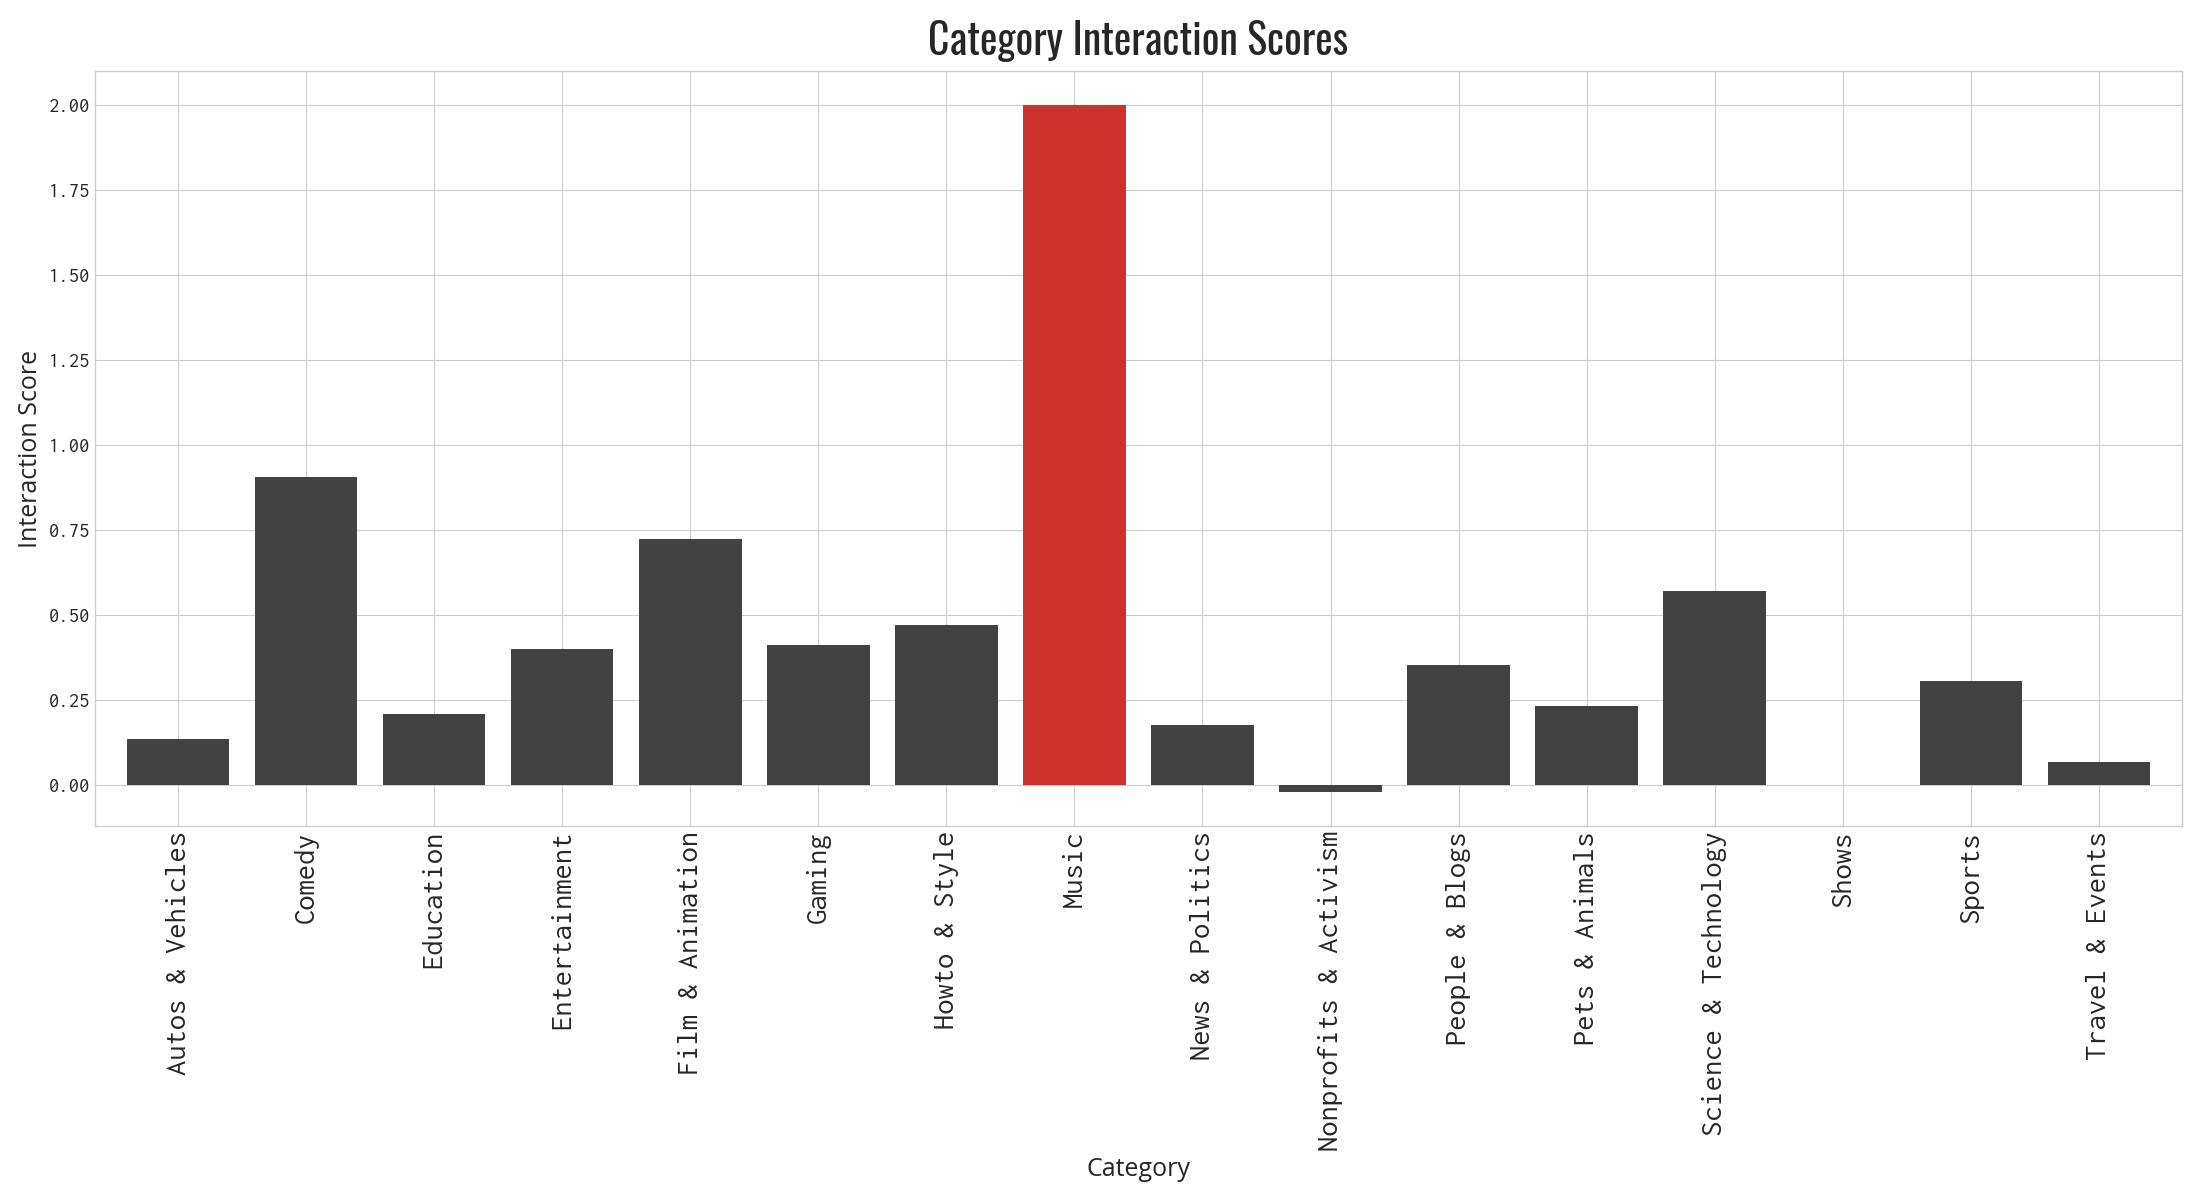 Category Interaction Scores
Interaction Score
2.00
1.75
1.50
1.25
1.00
0.75
0.50
0.25
0.00
Autos & Vehicles
Comedy
Education
Entertainment
Film & Animation
Gaming
Howto & Style
Music
News & Politics
Nonprofits & Activism
People & Blogs
Pets & Animals
Science & Technology
Shows
Sports
Travel & Events
Category